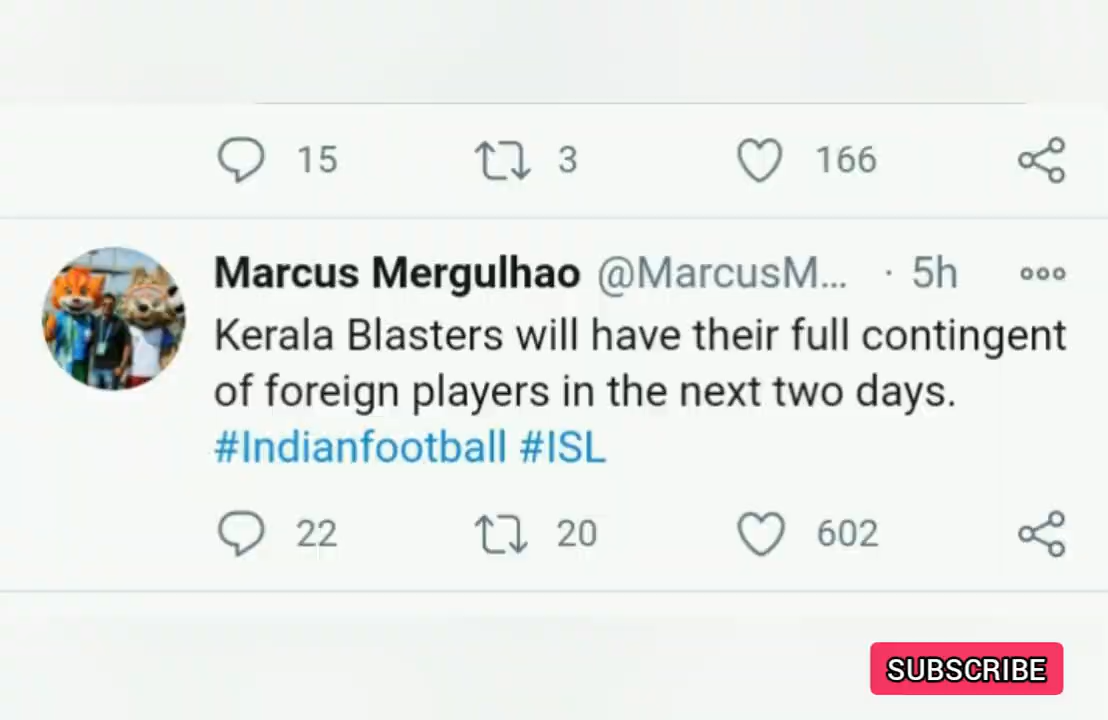 15 3 166
Marcus Mergulhao @MarcusM... · 5h
Kerala Blasters will have their full contingent
of foreign players in the next two days.
#Indianfootball #ISL
22 20 602
SUBSCRIBE